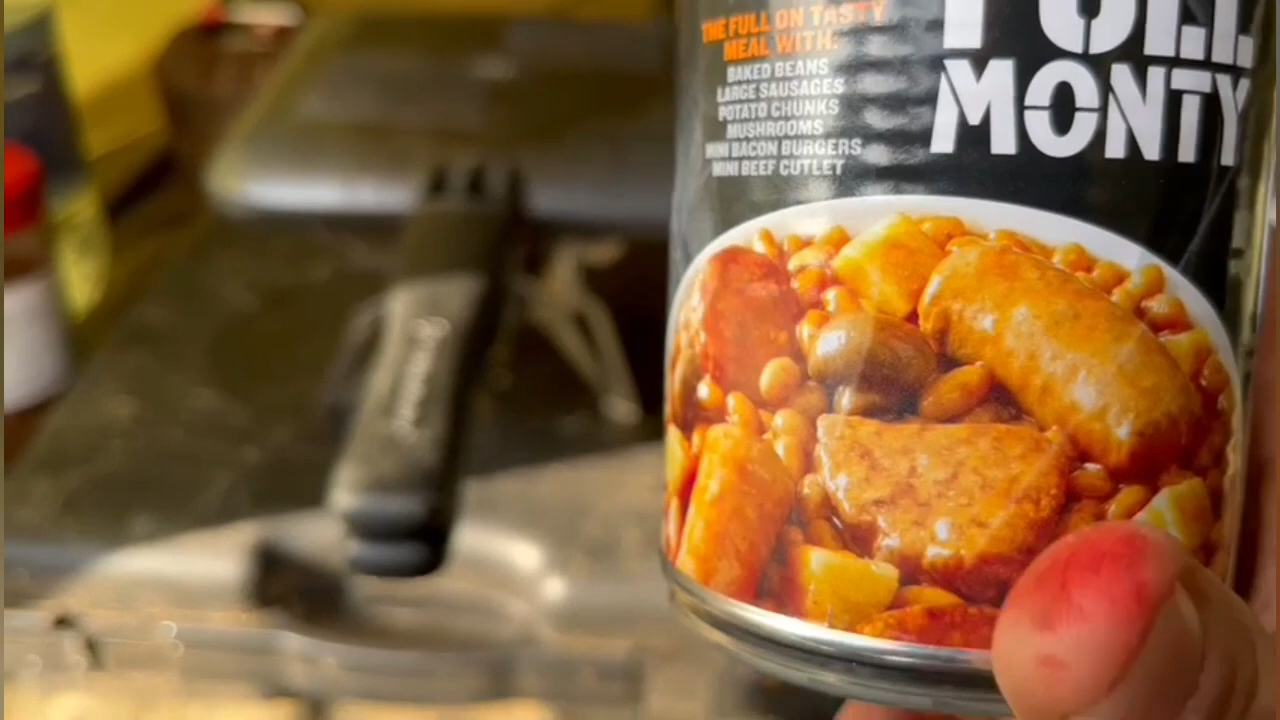 THE FULL ON TASTY
MEAL WITH:
BAKED BEANS
LARGE SAUSAGES
POTATO CHUNKS
MUSHROOMS
MINI BACON BURGERS
MINI BEEF CUTLET
FULL
MONTY